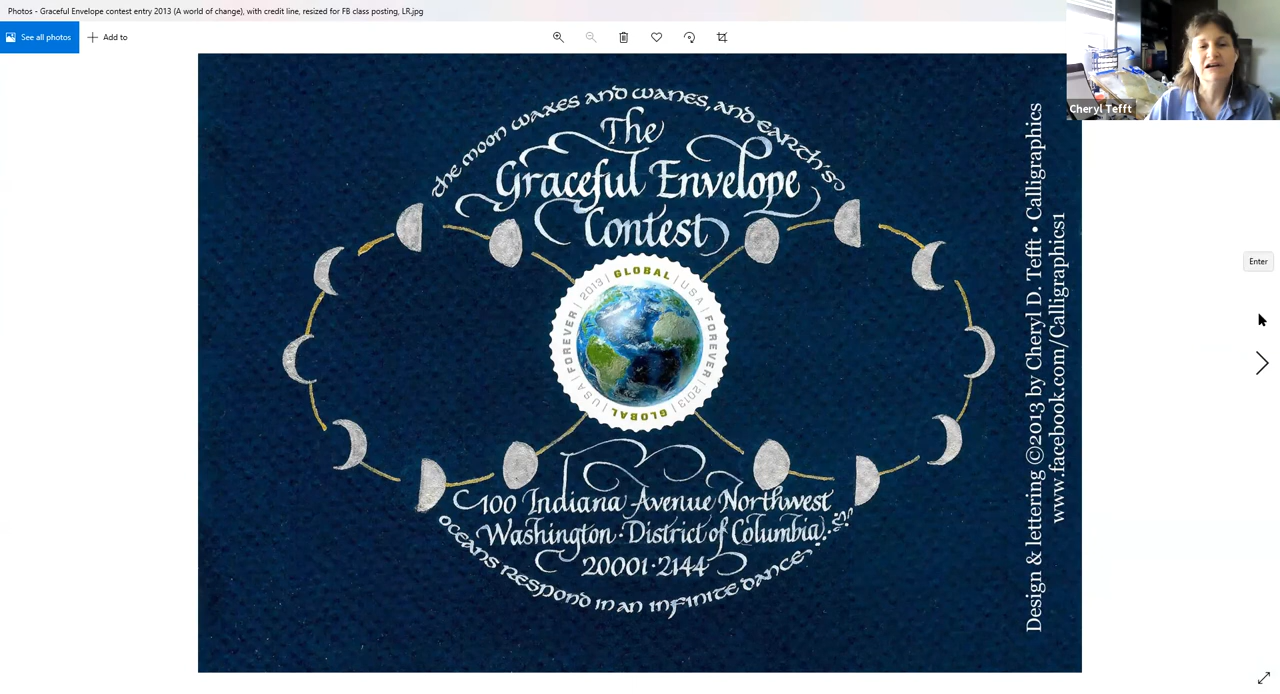 Photos - Graceful Envelope contest entry 2013 (A world of change), with credit line, resized for FB class posting, LR.jpg
See all photos
Add to
Cheryl Tefft
Enter
the moon waxes and wanes, and earth's
The
Graceful Envelope
Contest
GLOBAL | USA | FOREVER | 2013 | GLOBAL | USA | FOREVER | 2013 |
100 Indiana Avenue Northwest
Washington · District of Columbia
20001·2144
oceans respond in an infinite dance...
Design & lettering ©2013 by Cheryl D. Tefft • Calligraphics
www.facebook.com/Calligraphics1